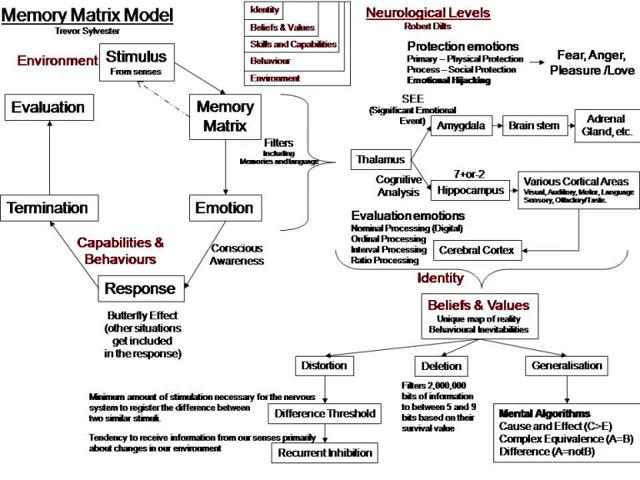 Memory Matrix Model
Trevor Sylvester
Environment
Stimulus
From senses
Evaluation
Memory
Matrix
Filters
Including
Memories and language
Termination
Emotion
Capabilities &
Behaviours
Conscious
Awareness
Response
Butterfly Effect
(other situations
get included
in the response)
Identity
Beliefs & Values
Skills and Capabilities
Behaviour
Environment
Neurological Levels
Robert Dilts
Protection emotions
Primary – Physical Protection
Process – Social Protection
Emotional Hijacking
Fear, Anger,
Pleasure /Love
SEE
(Significant Emotional
Event)
Amygdala
Brain stem
Adrenal
Gland, etc.
Thalamus
Cognitive
Analysis
7+or-2
Hippocampus
Various Cortical Areas
Visual, Auditory, Motor, Language
Sensory, Olfactory/Taste.
Evaluation emotions
Nominal Processing (Digital)
Ordinal Processing
Interval Processing
Ratio Processing
Cerebral Cortex
Identity
Beliefs & Values
Unique map of reality
Behavioural Inevitabilities
Distortion
Deletion
Generalisation
Minimum amount of stimulation necessary for the nervous
system to register the difference between
two similar stimuli.
Difference Threshold
Tendency to receive information from our senses primarily
about changes in our environment
Recurrent Inhibition
Filters 2,000,000
bits of information
to between 5 and 9
bits based on their
survival value
Mental Algorithms
Cause and Effect (C>E)
Complex Equivalence (A=B)
Difference (A=notB)